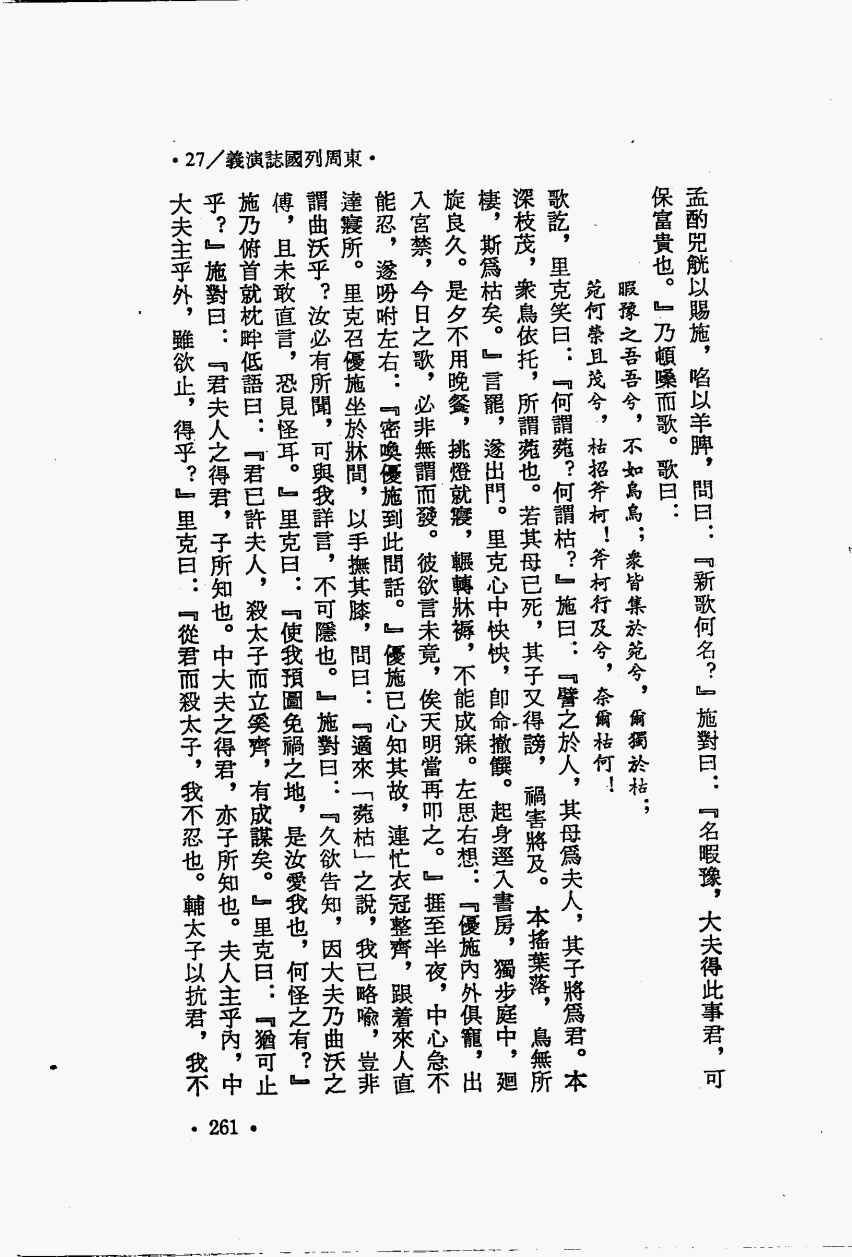 •東周列國誌演義/27•
孟酌兕觥以賜施，啗以羊脾，問曰：『新歌何名？』施對曰：『名暇豫，大夫得此事君，可
保富貴也。』乃頓嗓而歌。歌曰：
暇豫之吾吾兮，不如烏烏；衆皆集於菀兮，爾獨於枯；
菀何榮且茂兮，枯招斧柯！斧柯行及兮，奈爾枯何！
歌訖，里克笑曰：『何謂菀？何謂枯？』施曰：『譬之於人，其母爲夫人，其子將爲君。本
深枝茂，衆鳥依托，所謂菀也。若其母已死，其子又得謗，禍害將及。本搖葉落，鳥無所
棲，斯爲枯矣。』言罷，遂出門。里克心中怏怏，卽命撤饌。起身逕入書房，獨步庭中，廻
旋良久。是夕不用晚餐，挑燈就寢，輾轉牀褥，不能成寐。左思右想：『優施內外俱寵，出
入宮禁，今日之歌，必非無謂而發。彼欲言未竟，俟天明當再叩之。』捱至半夜，中心急不
能忍，遂吩咐左右：『密喚優施到此問話。』優施已心知其故，連忙衣冠整齊，跟着來人直
達寢所。里克召優施坐於牀間，以手撫其膝，問曰：『適來「菀枯」之說，我已略喻，豈非
謂曲沃乎？汝必有所聞，可與我詳言，不可隱也。』施對曰：『久欲告知，因大夫乃曲沃之
傅，且未敢直言，恐見怪耳。』里克曰：『使我預圖免禍之地，是汝愛我也，何怪之有？』
施乃俯首就枕畔低語曰：『君已許夫人，殺太子而立奚齊，有成謀矣。』里克曰：『猶可止
乎？』施對曰：『君夫人之得君，子所知也。中大夫之得君，亦子所知也。夫人主乎內，中
大夫主乎外，雖欲止，得乎？』里克曰：『從君而殺太子，我不忍也。輔太子以抗君，我不
•261•